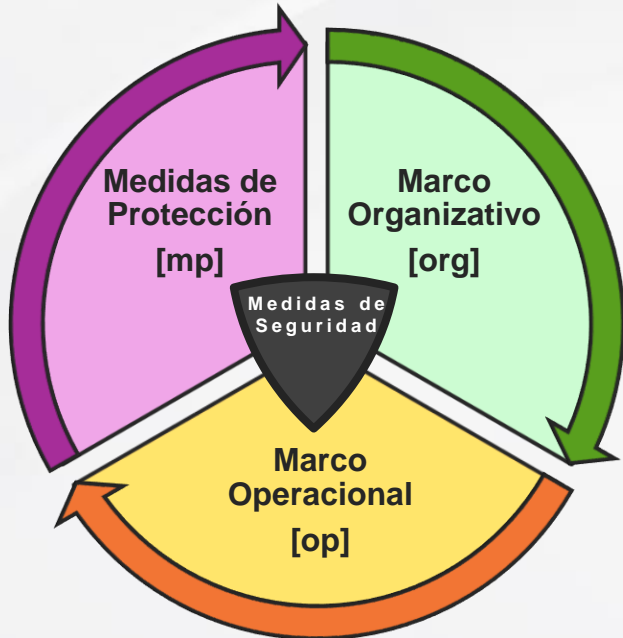 Medidas de
Protección
[mp]
Marco
Organizativo
[org]
Medidas de
Seguridad
Marco
Operacional
[op]